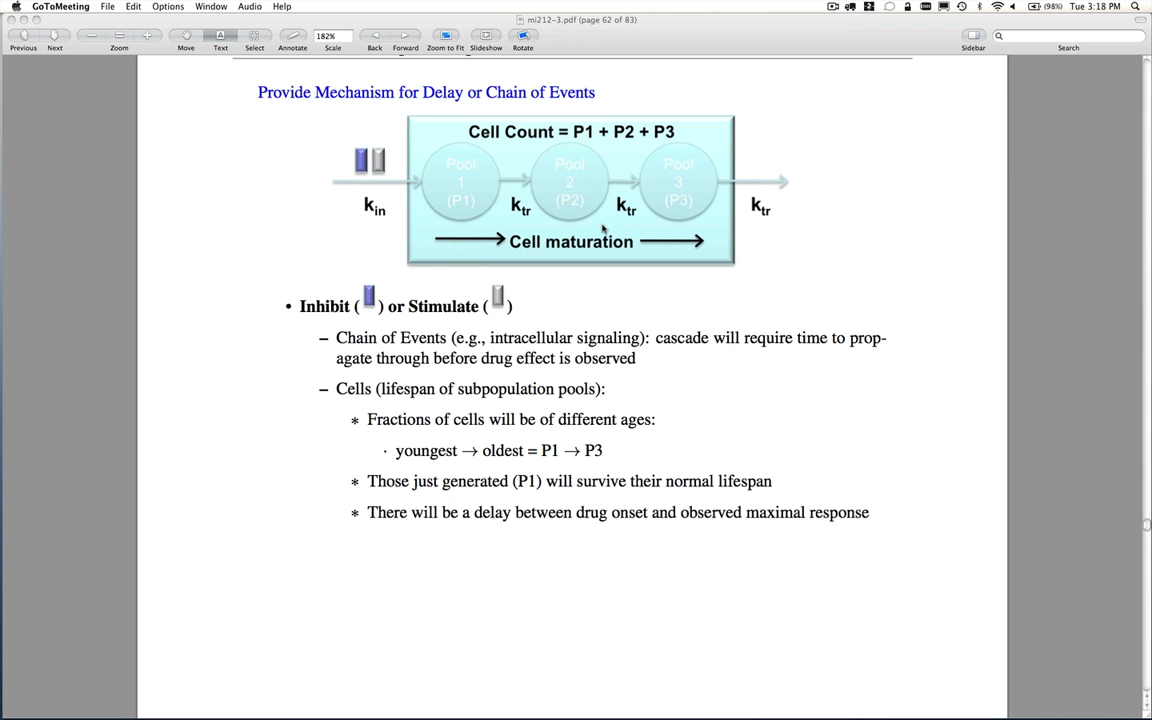 GoToMeeting File Edit Options Window Audio Help (98%) Tue 3:18 PM
mi212-3.pdf (page 62 of 83)
182%
Previous Next Zoom Move Text Select Annotate Scale Back Forward Zoom to Fit Slideshow Rotate Sidebar Search
Provide Mechanism for Delay or Chain of Events
Cell Count = P1 + P2 + P3
Pool 1 (P1)
Pool 2 (P2)
Pool 3 (P3)
kin ktr ktr ktr
Cell maturation
• Inhibit ( ) or Stimulate ( )
– Chain of Events (e.g., intracellular signaling): cascade will require time to prop-
agate through before drug effect is observed
– Cells (lifespan of subpopulation pools):
∗ Fractions of cells will be of different ages:
· youngest → oldest = P1 → P3
∗ Those just generated (P1) will survive their normal lifespan
∗ There will be a delay between drug onset and observed maximal response